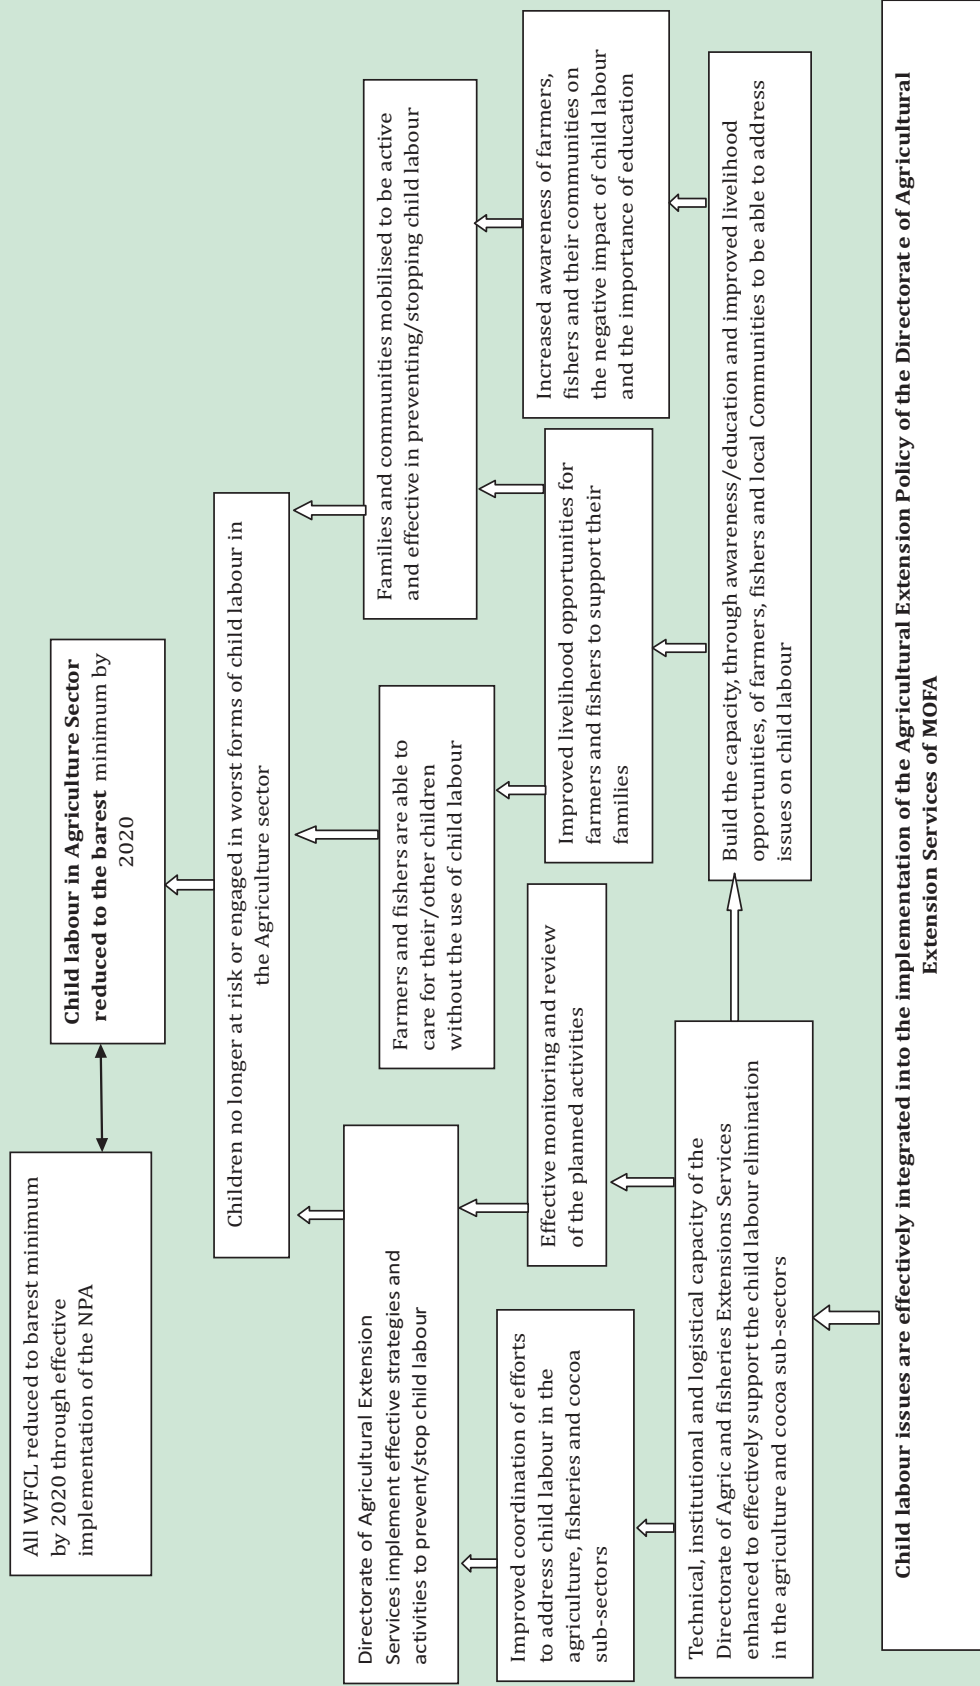 All WFCL reduced to barest minimum
by 2020 through effective
implementation of the NPA
Child labour in Agriculture Sector
reduced to the barest minimum by
2020
Children no longer at risk or engaged in worst forms of child labour in
the Agriculture sector
Directorate of Agricultural Extension
Services implement effective strategies and
activities to prevent/stop child labour
Farmers and fishers are able to
care for their/other children
without the use of child labour
Families and communities mobilised to be active
and effective in preventing/stopping child labour
Improved coordination of efforts
to address child labour in the
agriculture, fisheries and cocoa
sub-sectors
Effective monitoring and review
of the planned activities
Improved livelihood opportunities for
farmers and fishers to support their
families
Increased awareness of farmers,
fishers and their communities on
the negative impact of child labour
and the importance of education
Technical, institutional and logistical capacity of the
Directorate of Agric and fisheries Extensions Services
enhanced to effectively support the child labour elimination
in the agriculture and cocoa sub-sectors
Build the capacity, through awareness/education and improved livelihood
opportunities, of farmers, fishers and local Communities to be able to address
issues on child labour
Child labour issues are effectively integrated into the implementation of the Agricultural Extension Policy of the Directorat e of Agricultural
Extension Services of MOFA